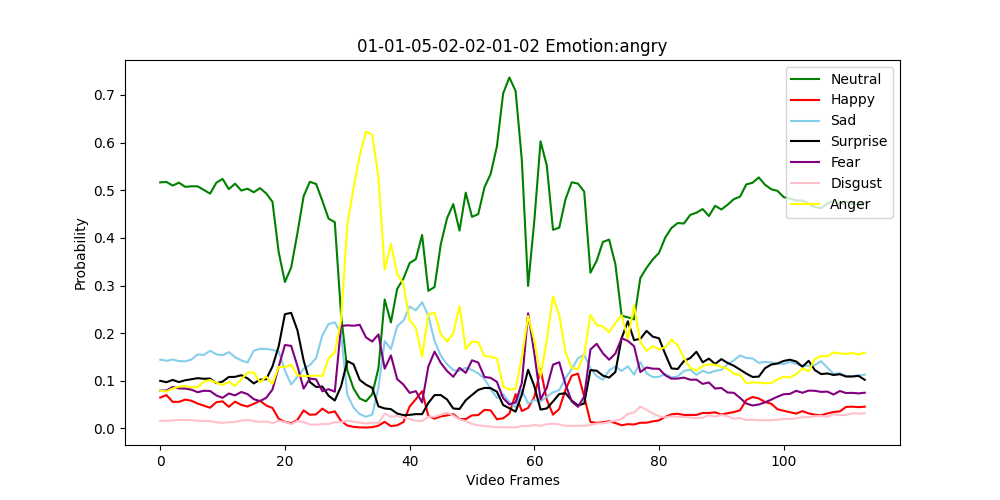 01-01-05-02-02-01-02 Emotion:angry
Probability
0.7
0.6
0.5
0.4
0.3
0.2
0.1
0.0
0 20 40 60 80 100
Video Frames
Neutral
Happy
Sad
Surprise
Fear
Disgust
Anger